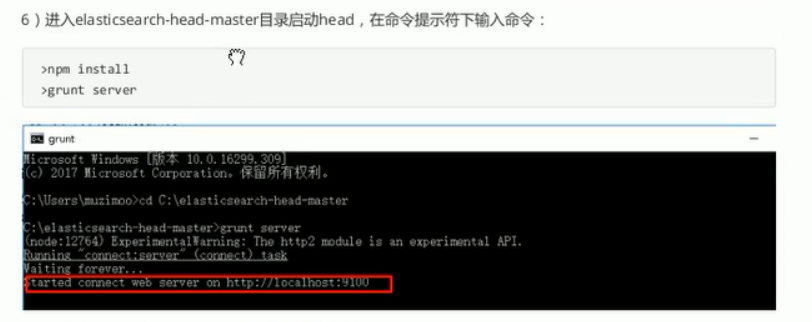 6）进入elasticsearch-head-master目录启动head，在命令提示符下输入命令：
>npm install
>grunt server
grunt
Microsoft Windows [版本 10.0.16299.309]
(c) 2017 Microsoft Corporation。保留所有权利。
C:\Users\muzimoo>cd C:\elasticsearch-head-master
C:\elasticsearch-head-master>grunt server
(node:12764) ExperimentalWarning: The http2 module is an experimental API.
Running "connect:server" (connect) task
Waiting forever...
Started connect web server on http://localhost:9100